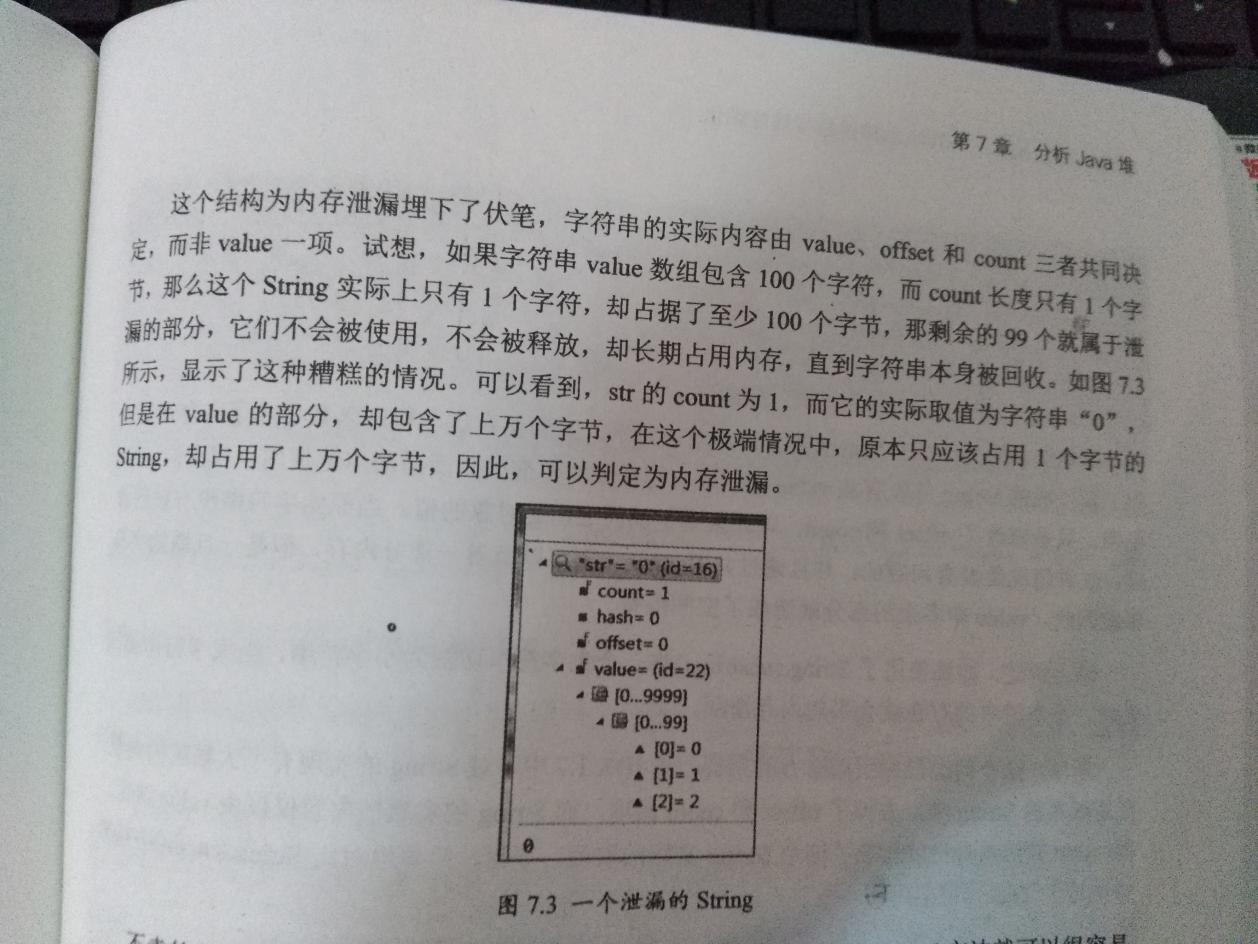 第 7 章 分析 Java 堆
这个结构为内存泄漏埋下了伏笔，字符串的实际内容由 value、offset 和 count 三者共同决
定，而非 value 一项。试想，如果字符串 value 数组包含 100 个字符，而 count 长度只有 1 个字
节，那么这个 String 实际上只有 1 个字符，却占据了至少 100 个字节，那剩余的 99 个就属于泄
漏的部分，它们不会被使用，不会被释放，却长期占用内存，直到字符串本身被回收。如图 7.3
所示，显示了这种糟糕的情况。可以看到，str 的 count 为 1，而它的实际取值为字符串“0”，
但是在 value 的部分，却包含了上万个字节，在这个极端情况中，原本只应该占用 1 个字节的
String，却占用了上万个字节，因此，可以判定为内存泄漏。
"str"= "0" (id=16)
count= 1
hash= 0
offset= 0
value= (id=22)
[0...9999]
[0...99]
[0]= 0
[1]= 1
[2]= 2
0
图 7.3 一个泄漏的 String